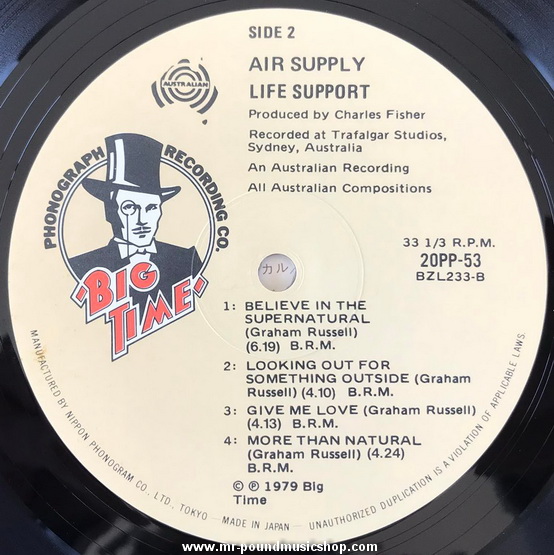 SIDE 2
AUSTRALIAN
AIR SUPPLY
LIFE SUPPORT
Produced by Charles Fisher
Recorded at Trafalgar Studios,
Sydney, Australia
An Australian Recording
All Australian Compositions
PHONOGRAPH RECORDING CO.
BIG
TIME
33 1/3 R.P.M.
20PP-53
BZL233-B
カル
1: BELIEVE IN THE
SUPERNATURAL
(Graham Russell)
(6.19) B.R.M.
2: LOOKING OUT FOR
SOMETHING OUTSIDE (Graham
Russell) (4.10) B.R.M.
3: GIVE ME LOVE (Graham Russell)
(4.13) B.R.M.
4: MORE THAN NATURAL
(Graham Russell) (4.24)
B.R.M.
© ℗ 1979 Big
Time
MANUFACTURED BY NIPPON PHONOGRAM CO., LTD., TOKYO - MADE IN JAPAN - UNAUTHORIZED DUPLICATION IS A VIOLATION OF APPLICABLE LAWS.
www.mr-poundmusicshop.com